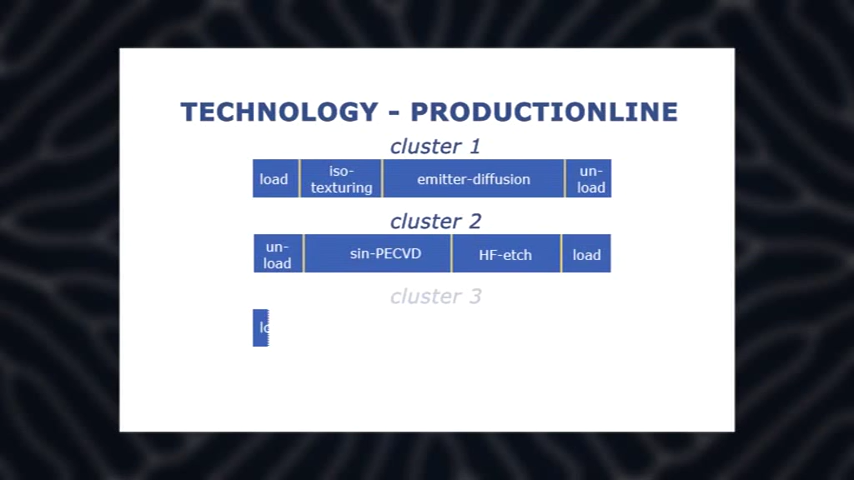 TECHNOLOGY - PRODUCTIONLINE
cluster 1
load
iso-
texturing
emitter-diffusion
un-
load
cluster 2
un-
load
sin-PECVD
HF-etch
load
cluster 3